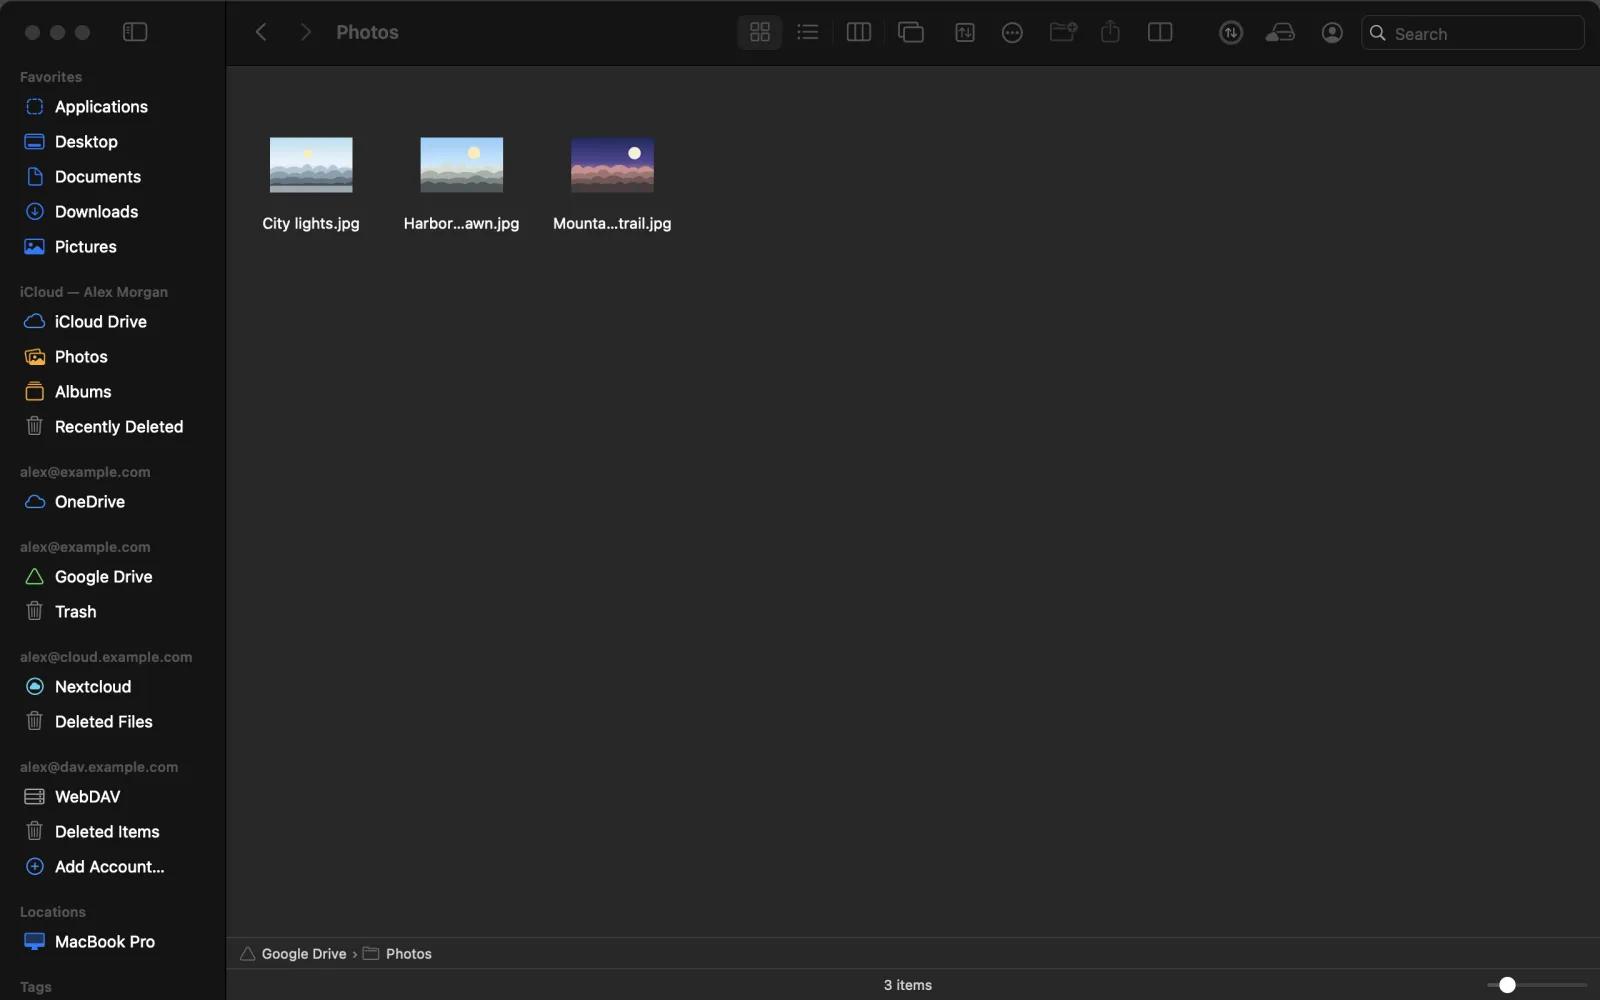 Photos
Search
Favorites
Applications
Desktop
Documents
Downloads
Pictures
iCloud — Alex Morgan
iCloud Drive
Photos
Albums
Recently Deleted
alex@example.com
OneDrive
alex@example.com
Google Drive
Trash
alex@cloud.example.com
Nextcloud
Deleted Files
alex@dav.example.com
WebDAV
Deleted Items
Add Account...
Locations
MacBook Pro
Tags
City lights.jpg
Harbor...awn.jpg
Mounta...trail.jpg
Google Drive › Photos
3 items